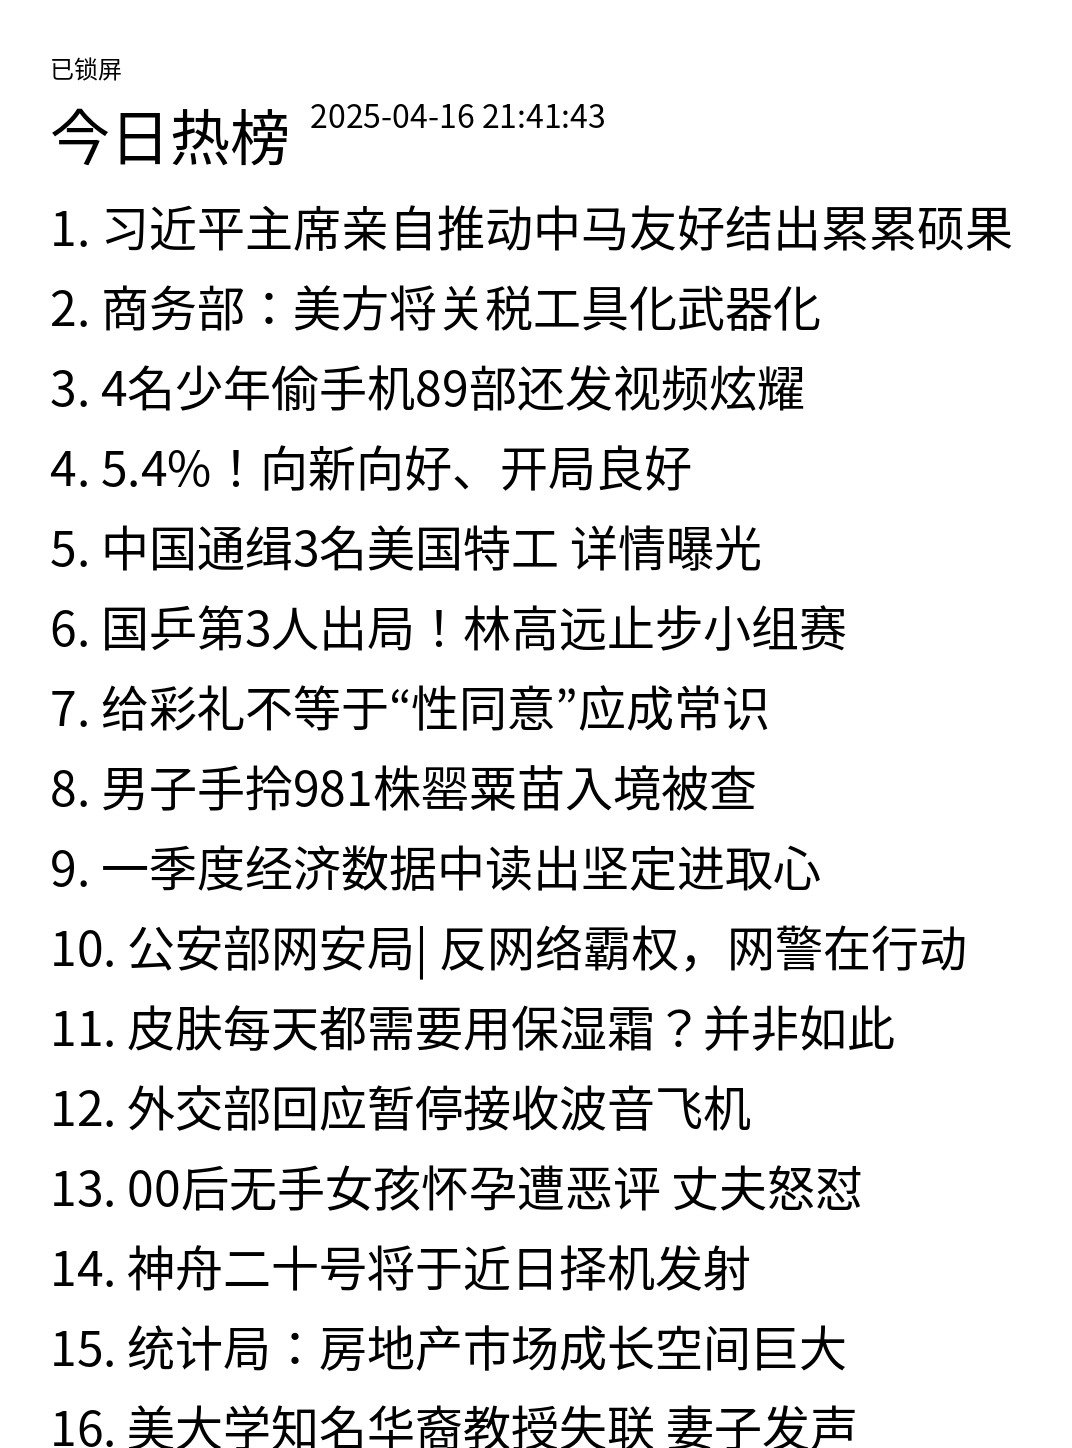 已锁屏
今日热榜 2025-04-16 21:41:43
1. 习近平主席亲自推动中马友好结出累累硕果
2. 商务部：美方将关税工具化武器化
3. 4名少年偷手机89部还发视频炫耀
4. 5.4%！向新向好、开局良好
5. 中国通缉3名美国特工 详情曝光
6. 国乒第3人出局！林高远止步小组赛
7. 给彩礼不等于“性同意”应成常识
8. 男子手拎981株罂粟苗入境被查
9. 一季度经济数据中读出坚定进取心
10. 公安部网安局| 反网络霸权，网警在行动
11. 皮肤每天都需要用保湿霜？并非如此
12. 外交部回应暂停接收波音飞机
13. 00后无手女孩怀孕遭恶评 丈夫怒怼
14. 神舟二十号将于近日择机发射
15. 统计局：房地产市场成长空间巨大
16. 美大学知名华裔教授失联 妻子发声